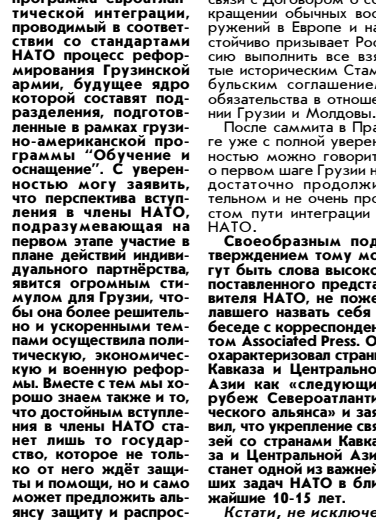 программа евроатлан-
тической интеграции,
проводимый в соответ-
ствии со стандартами
НАТО процесс рефор-
мирования Грузинской
армии, будущее ядро
которой составят под-
разделения, подготов-
ленные в рамках грузи-
но-американской про-
граммы “Обучение и
оснащение”. С уверен-
ностью могу заявить,
что перспектива вступ-
ления в члены НАТО,
подразумевающая на
первом этапе участие в
плане действий индиви-
дуального партнёрства,
явится огромным сти-
мулом для Грузии, что-
бы она более решитель-
но и ускоренными тем-
пами осуществила поли-
тическую, экономичес-
кую и военную рефор-
мы. Вместе с тем мы хо-
рошо знаем также и то,
что достойным вступле-
ния в члены НАТО ста-
нет лишь то государ-
ство, которое не толь-
ко от него ждёт защи-
ты и помощи, но и само
может предложить аль-
янсу защиту и распрос-
связи с Договором о со
кращении обычных воо
ружений в Европе и на
стойчиво призывает Рос
сию выполнить все взя
тые историческим Стам
бульским соглашением
обязательства в отноше
нии Грузии и Молдовы.
После саммита в Пра
ге уже с полной уверен
ностью можно говорит
о первом шаге Грузии н
достаточно продолжи
тельном и не очень про
стом пути интеграции
НАТО.
Своеобразным под
тверждением тому мо
гут быть слова высоко
поставленного предста
вителя НАТО, не поже
лавшего назвать себя
беседе с корреспонден
том Associated Press. О
охарактеризовал страни
Кавказа и Центрально
Азии как «следующи
рубеж Североатланти
ческого альянса» и зая
вил, что укрепление свя
зей со странами Кавка
за и Центральной Ази
станет одной из важней
ших задач НАТО в бли
жайшие 10-15 лет.
Кстати, не исключе